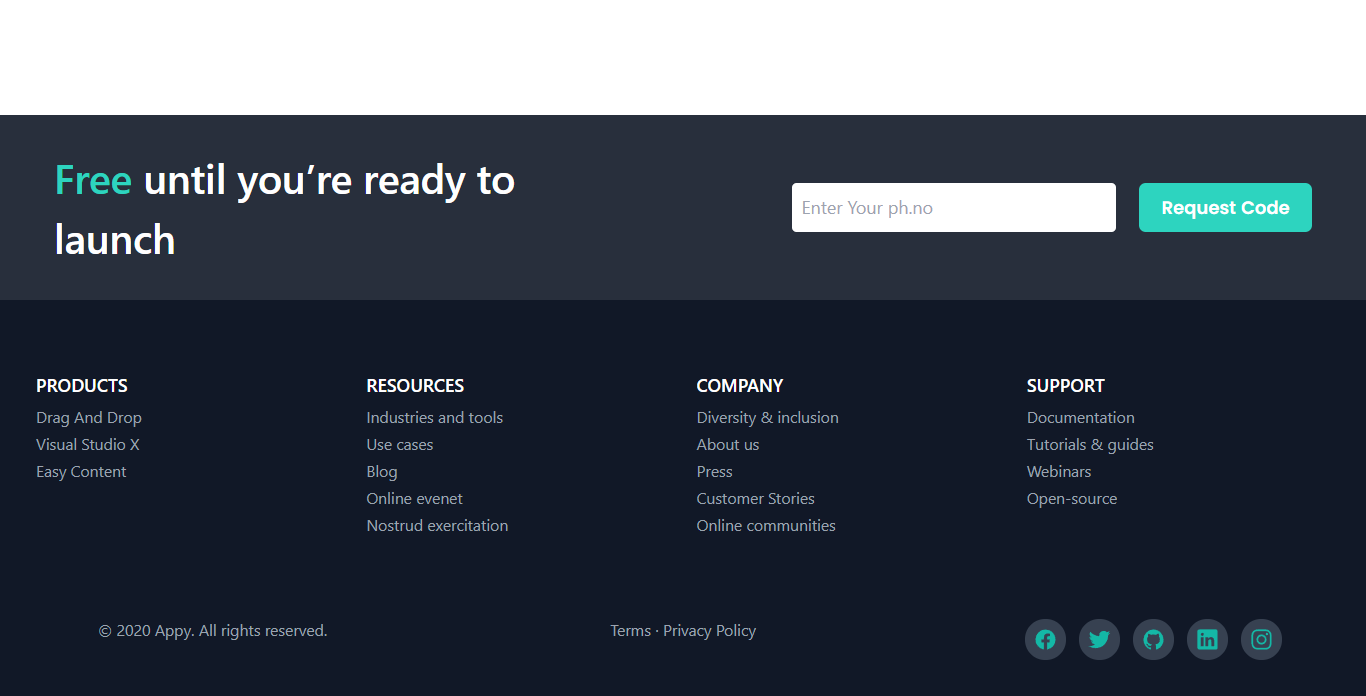 Free until you’re ready to
launch
Enter Your ph.no
Request Code
PRODUCTS
Drag And Drop
Visual Studio X
Easy Content
RESOURCES
Industries and tools
Use cases
Blog
Online evenet
Nostrud exercitation
COMPANY
Diversity & inclusion
About us
Press
Customer Stories
Online communities
SUPPORT
Documentation
Tutorials & guides
Webinars
Open-source
© 2020 Appy. All rights reserved.
Terms · Privacy Policy